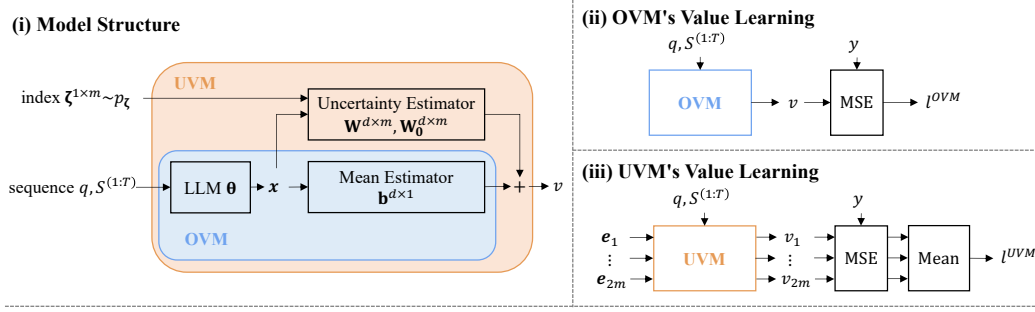 (i) Model Structure
UVM
index ζ^{1×m}~p_ζ
Uncertainty Estimator
W^{d×m}, W_0^{d×m}
sequence q, S^{(1:T)}
LLM θ
x
Mean Estimator
b^{d×1}
+
v
OVM
(ii) OVM's Value Learning
q, S^{(1:T)}
y
OVM
v
MSE
l^{OVM}
(iii) UVM's Value Learning
q, S^{(1:T)}
y
e_1
⋮
e_{2m}
UVM
v_1
⋮
v_{2m}
MSE
Mean
l^{UVM}